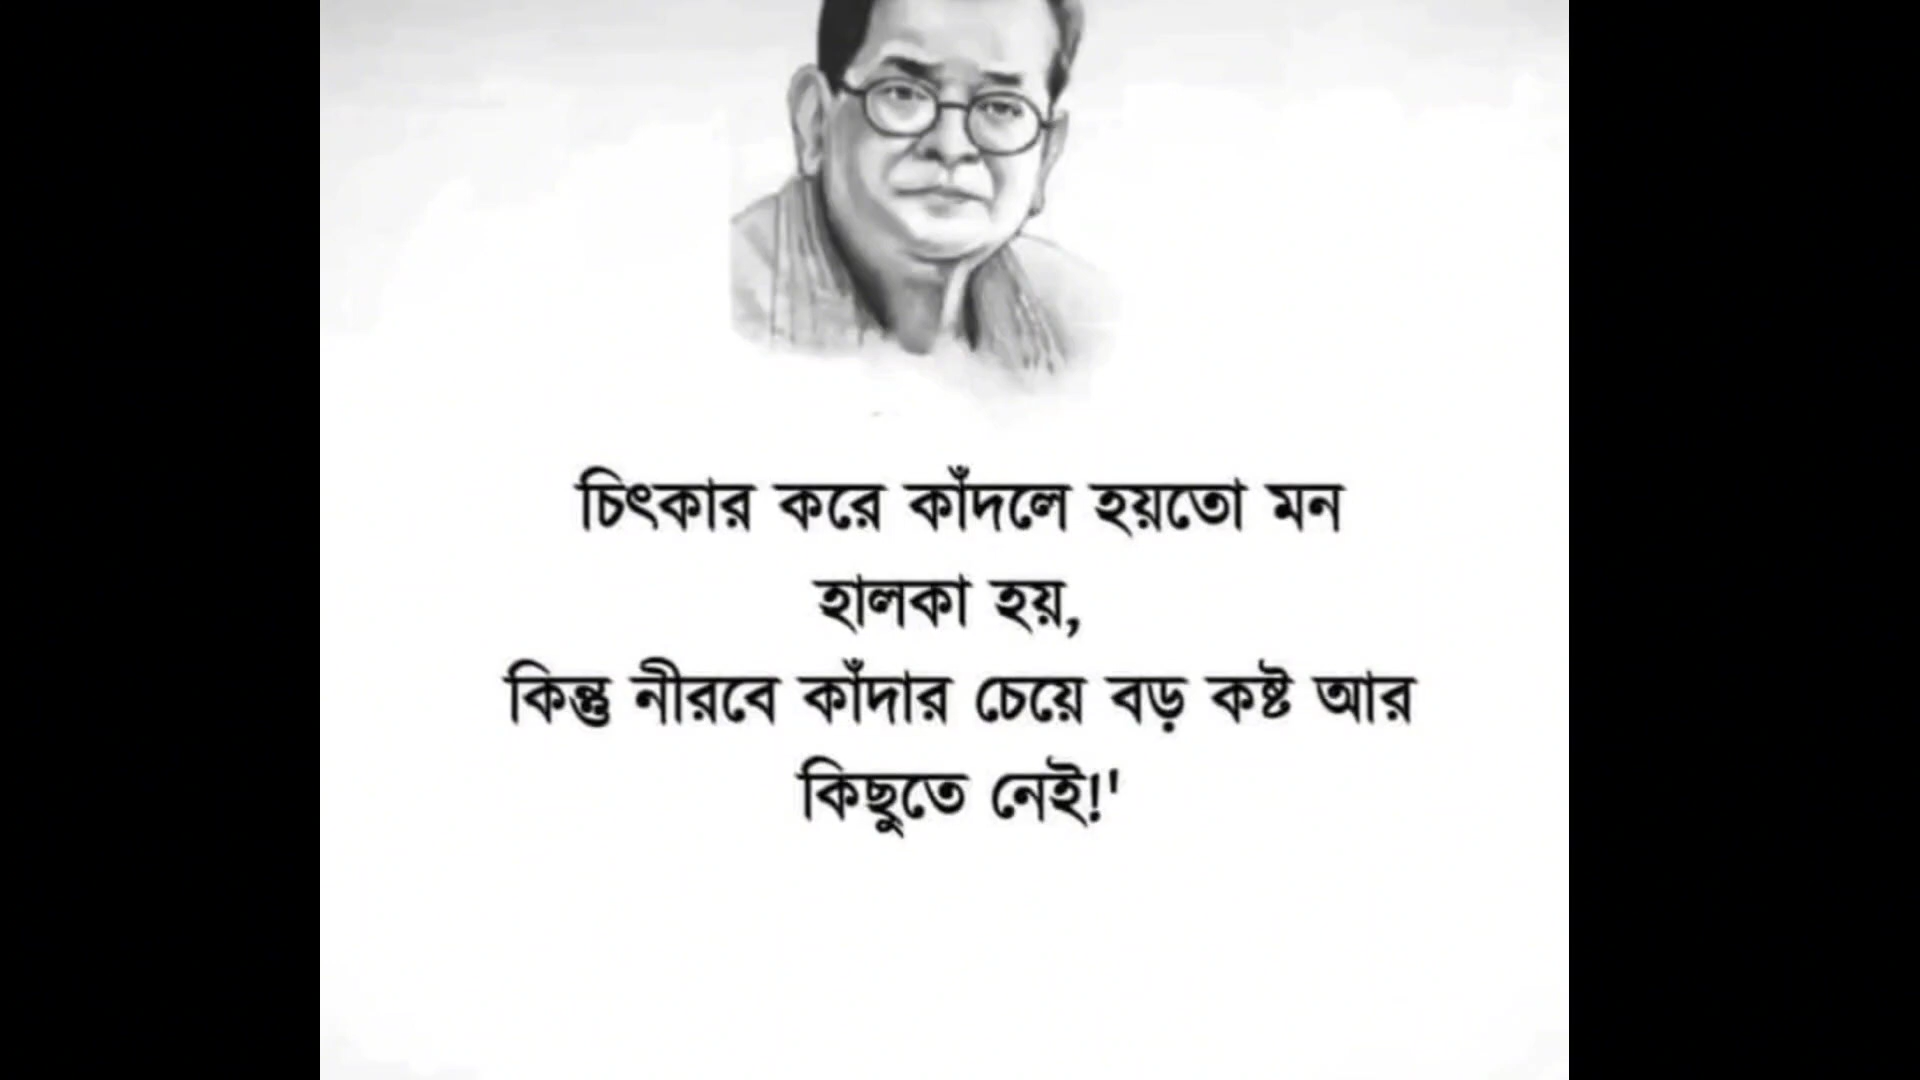 চিৎকার করে কাঁদলে হয়তো মন
হালকা হয়,
কিন্তু নীরবে কাঁদার চেয়ে বড় কষ্ট আর
কিছুতে নেই!'